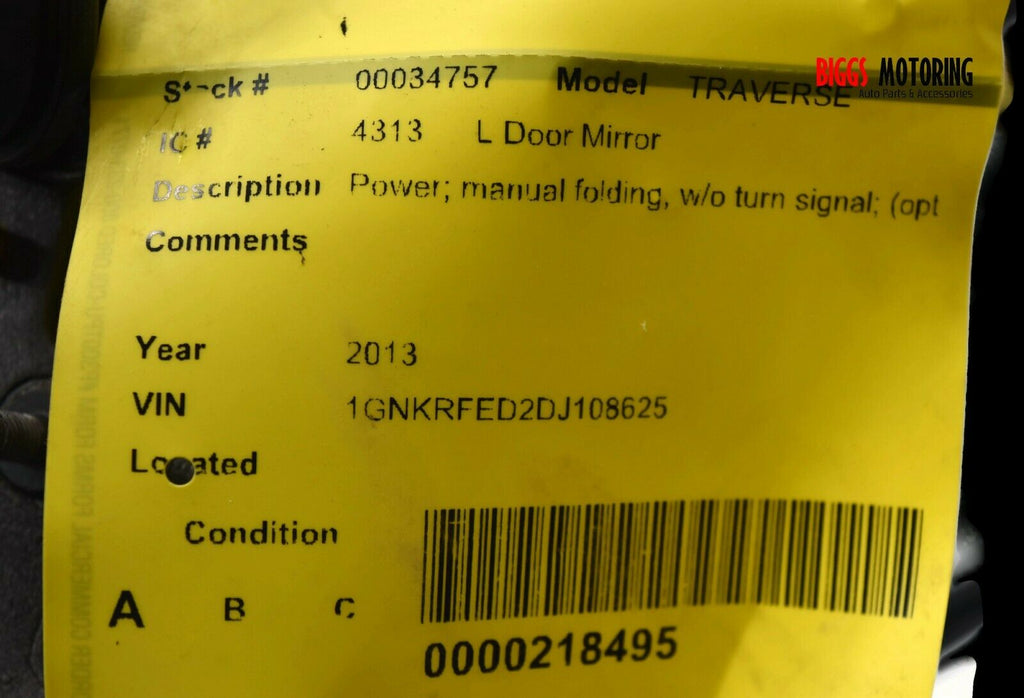 Stock # 00034757 Model TRAVERSE
BIGGS MOTORING
Auto Parts & Accessories
IC # 4313 L Door Mirror
Description Power; manual folding, w/o turn signal; (opt
Comments
Year 2013
VIN 1GNKRFED2DJ108625
Located
Condition
A B C
0000218495